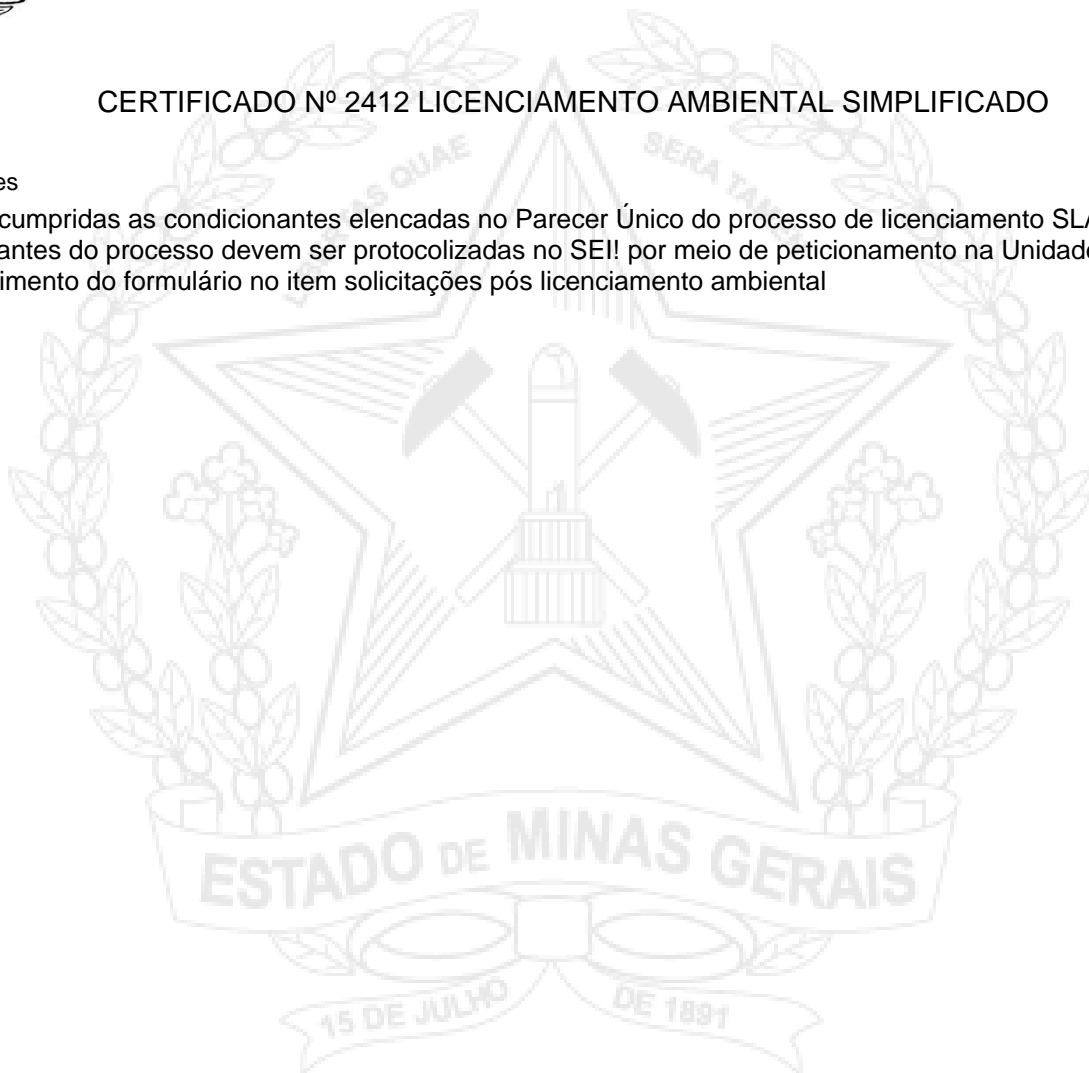 CERTIFICADO Nº 2412 LICENCIAMENTO AMBIENTAL SIMPLIFICADO
es
cumpridas as condicionantes elencadas no Parecer Único do processo de licenciamento SLA
antes do processo devem ser protocolizadas no SEI! por meio de peticionamento na Unidade
imento do formulário no item solicitações pós licenciamento ambiental
QUAE
SERA TAMEN
ESTADO DE MINAS GERAIS
15 DE JULHO DE 1891